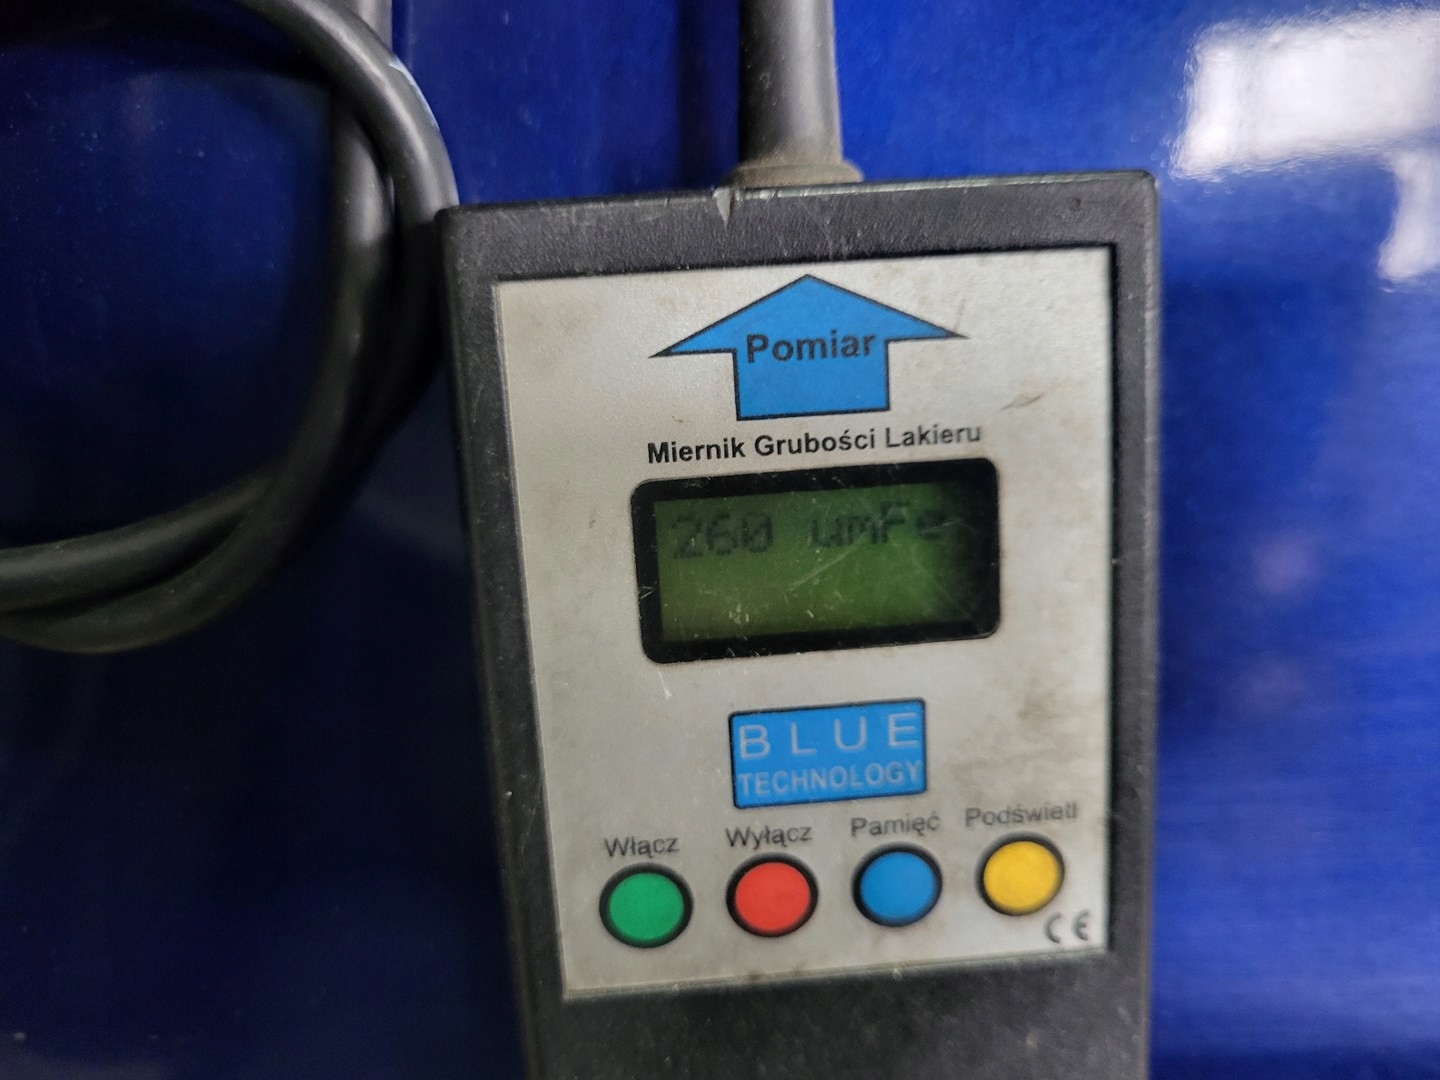 Pomiar
Miernik Grubości Lakieru
260 umFe
BLUE
TECHNOLOGY
Włącz Wyłącz Pamięć Podświetl
CE